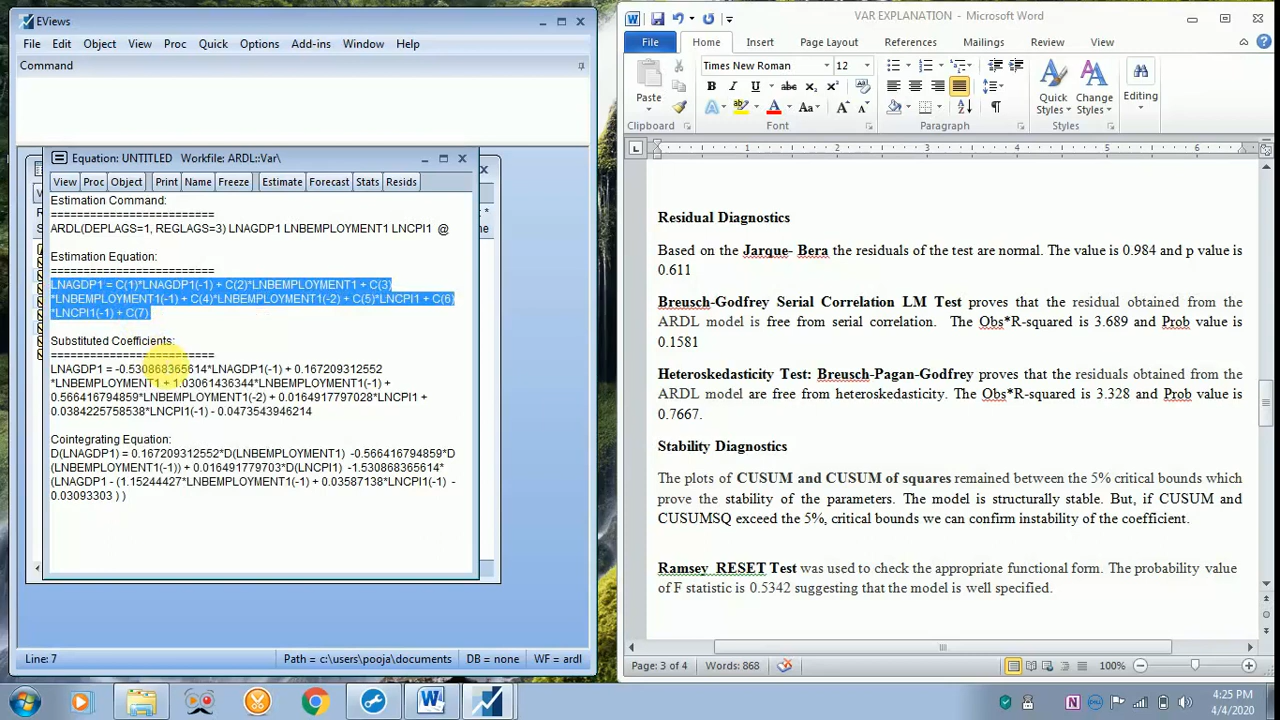 EViews
File Edit Object View Proc Quick Options Add-ins Window Help
Command
Equation: UNTITLED Workfile: ARDL::Var\
View Proc Object Print Name Freeze Estimate Forecast Stats Resids
Estimation Command:
=========================
ARDL(DEPLAGS=1, REGLAGS=3) LNAGDP1 LNBEMPLOYMENT1 LNCPI1 @
Estimation Equation:
=========================
LNAGDP1 = C(1)*LNAGDP1(-1) + C(2)*LNBEMPLOYMENT1 + C(3)
*LNBEMPLOYMENT1(-1) + C(4)*LNBEMPLOYMENT1(-2) + C(5)*LNCPI1 + C(6)
*LNCPI1(-1) + C(7)
Substituted Coefficients:
=========================
LNAGDP1 = -0.530868365614*LNAGDP1(-1) + 0.167209312552
*LNBEMPLOYMENT1 + 1.03061436344*LNBEMPLOYMENT1(-1) +
0.566416794859*LNBEMPLOYMENT1(-2) + 0.0164917797028*LNCPI1 +
0.0384225758538*LNCPI1(-1) - 0.0473543946214
Cointegrating Equation:
D(LNAGDP1) = 0.167209312552*D(LNBEMPLOYMENT1) -0.566416794859*D
(LNBEMPLOYMENT1(-1)) + 0.016491779703*D(LNCPI1) -1.530868365614*
(LNAGDP1 - (1.15244427*LNBEMPLOYMENT1(-1) + 0.03587138*LNCPI1(-1) -
0.03093303 ) )
Line: 7 Path = c:\users\pooja\documents DB = none WF = ardl
VAR EXPLANATION - Microsoft Word
File Home Insert Page Layout References Mailings Review View
Times New Roman 12
Paste
Quick Styles
Change Styles
Editing
Clipboard Font Paragraph Styles
1 2 3 4 5 6
Residual Diagnostics
Based on the Jarque- Bera the residuals of the test are normal. The value is 0.984 and p value is
0.611
Breusch-Godfrey Serial Correlation LM Test proves that the residual obtained from the
ARDL model is free from serial correlation. The Obs*R-squared is 3.689 and Prob value is
0.1581
Heteroskedasticity Test: Breusch-Pagan-Godfrey proves that the residuals obtained from the
ARDL model are free from heteroskedasticity. The Obs*R-squared is 3.328 and Prob value is
0.7667.
Stability Diagnostics
The plots of CUSUM and CUSUM of squares remained between the 5% critical bounds which
prove the stability of the parameters. The model is structurally stable. But, if CUSUM and
CUSUMSQ exceed the 5%, critical bounds we can confirm instability of the coefficient.
Ramsey RESET Test was used to check the appropriate functional form. The probability value
of F statistic is 0.5342 suggesting that the model is well specified.
Page: 3 of 4 Words: 868 100%
4:25 PM
4/4/2020